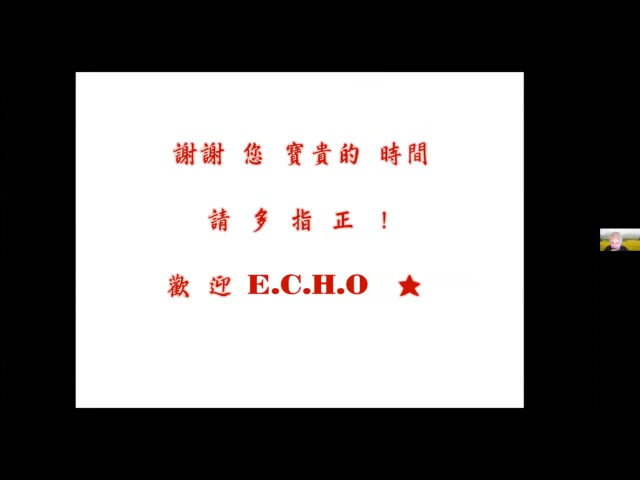 謝謝 您 寶貴的 時間
請 多 指 正 !
歡 迎 E.C.H.O ★